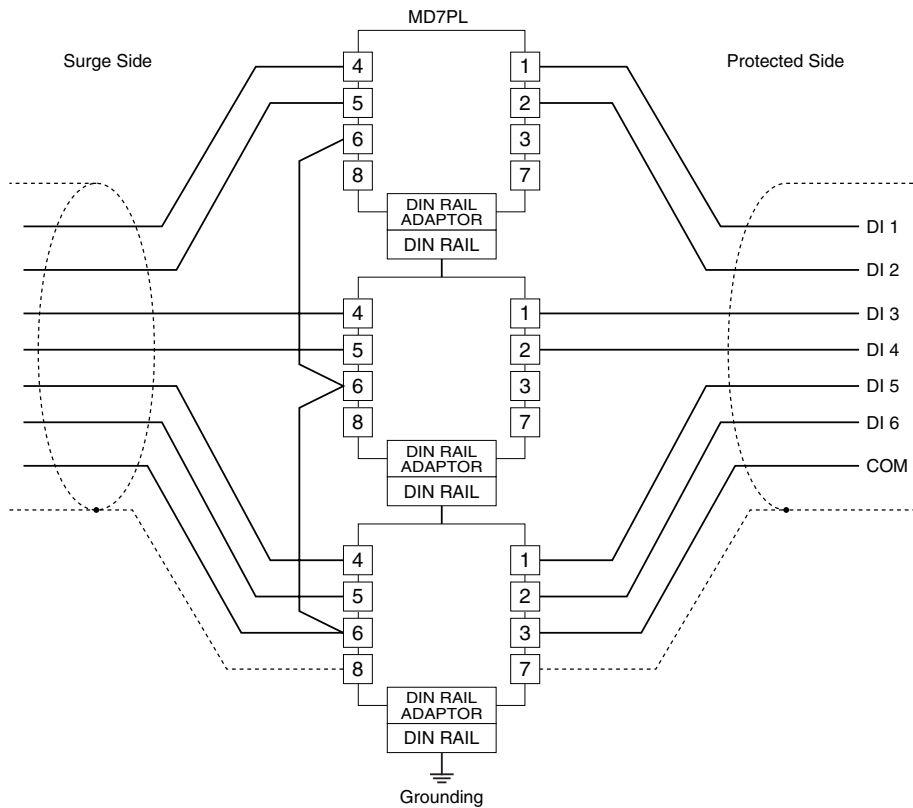 MD7PL
Surge Side
Protected Side
4
1
5
2
6
3
8
7
DIN RAIL
ADAPTOR
DIN RAIL
DI 1
DI 2
4
1
DI 3
5
2
DI 4
6
3
DI 5
8
7
DI 6
DIN RAIL
ADAPTOR
COM
DIN RAIL
4
1
5
2
6
3
8
7
DIN RAIL
ADAPTOR
DIN RAIL
Grounding